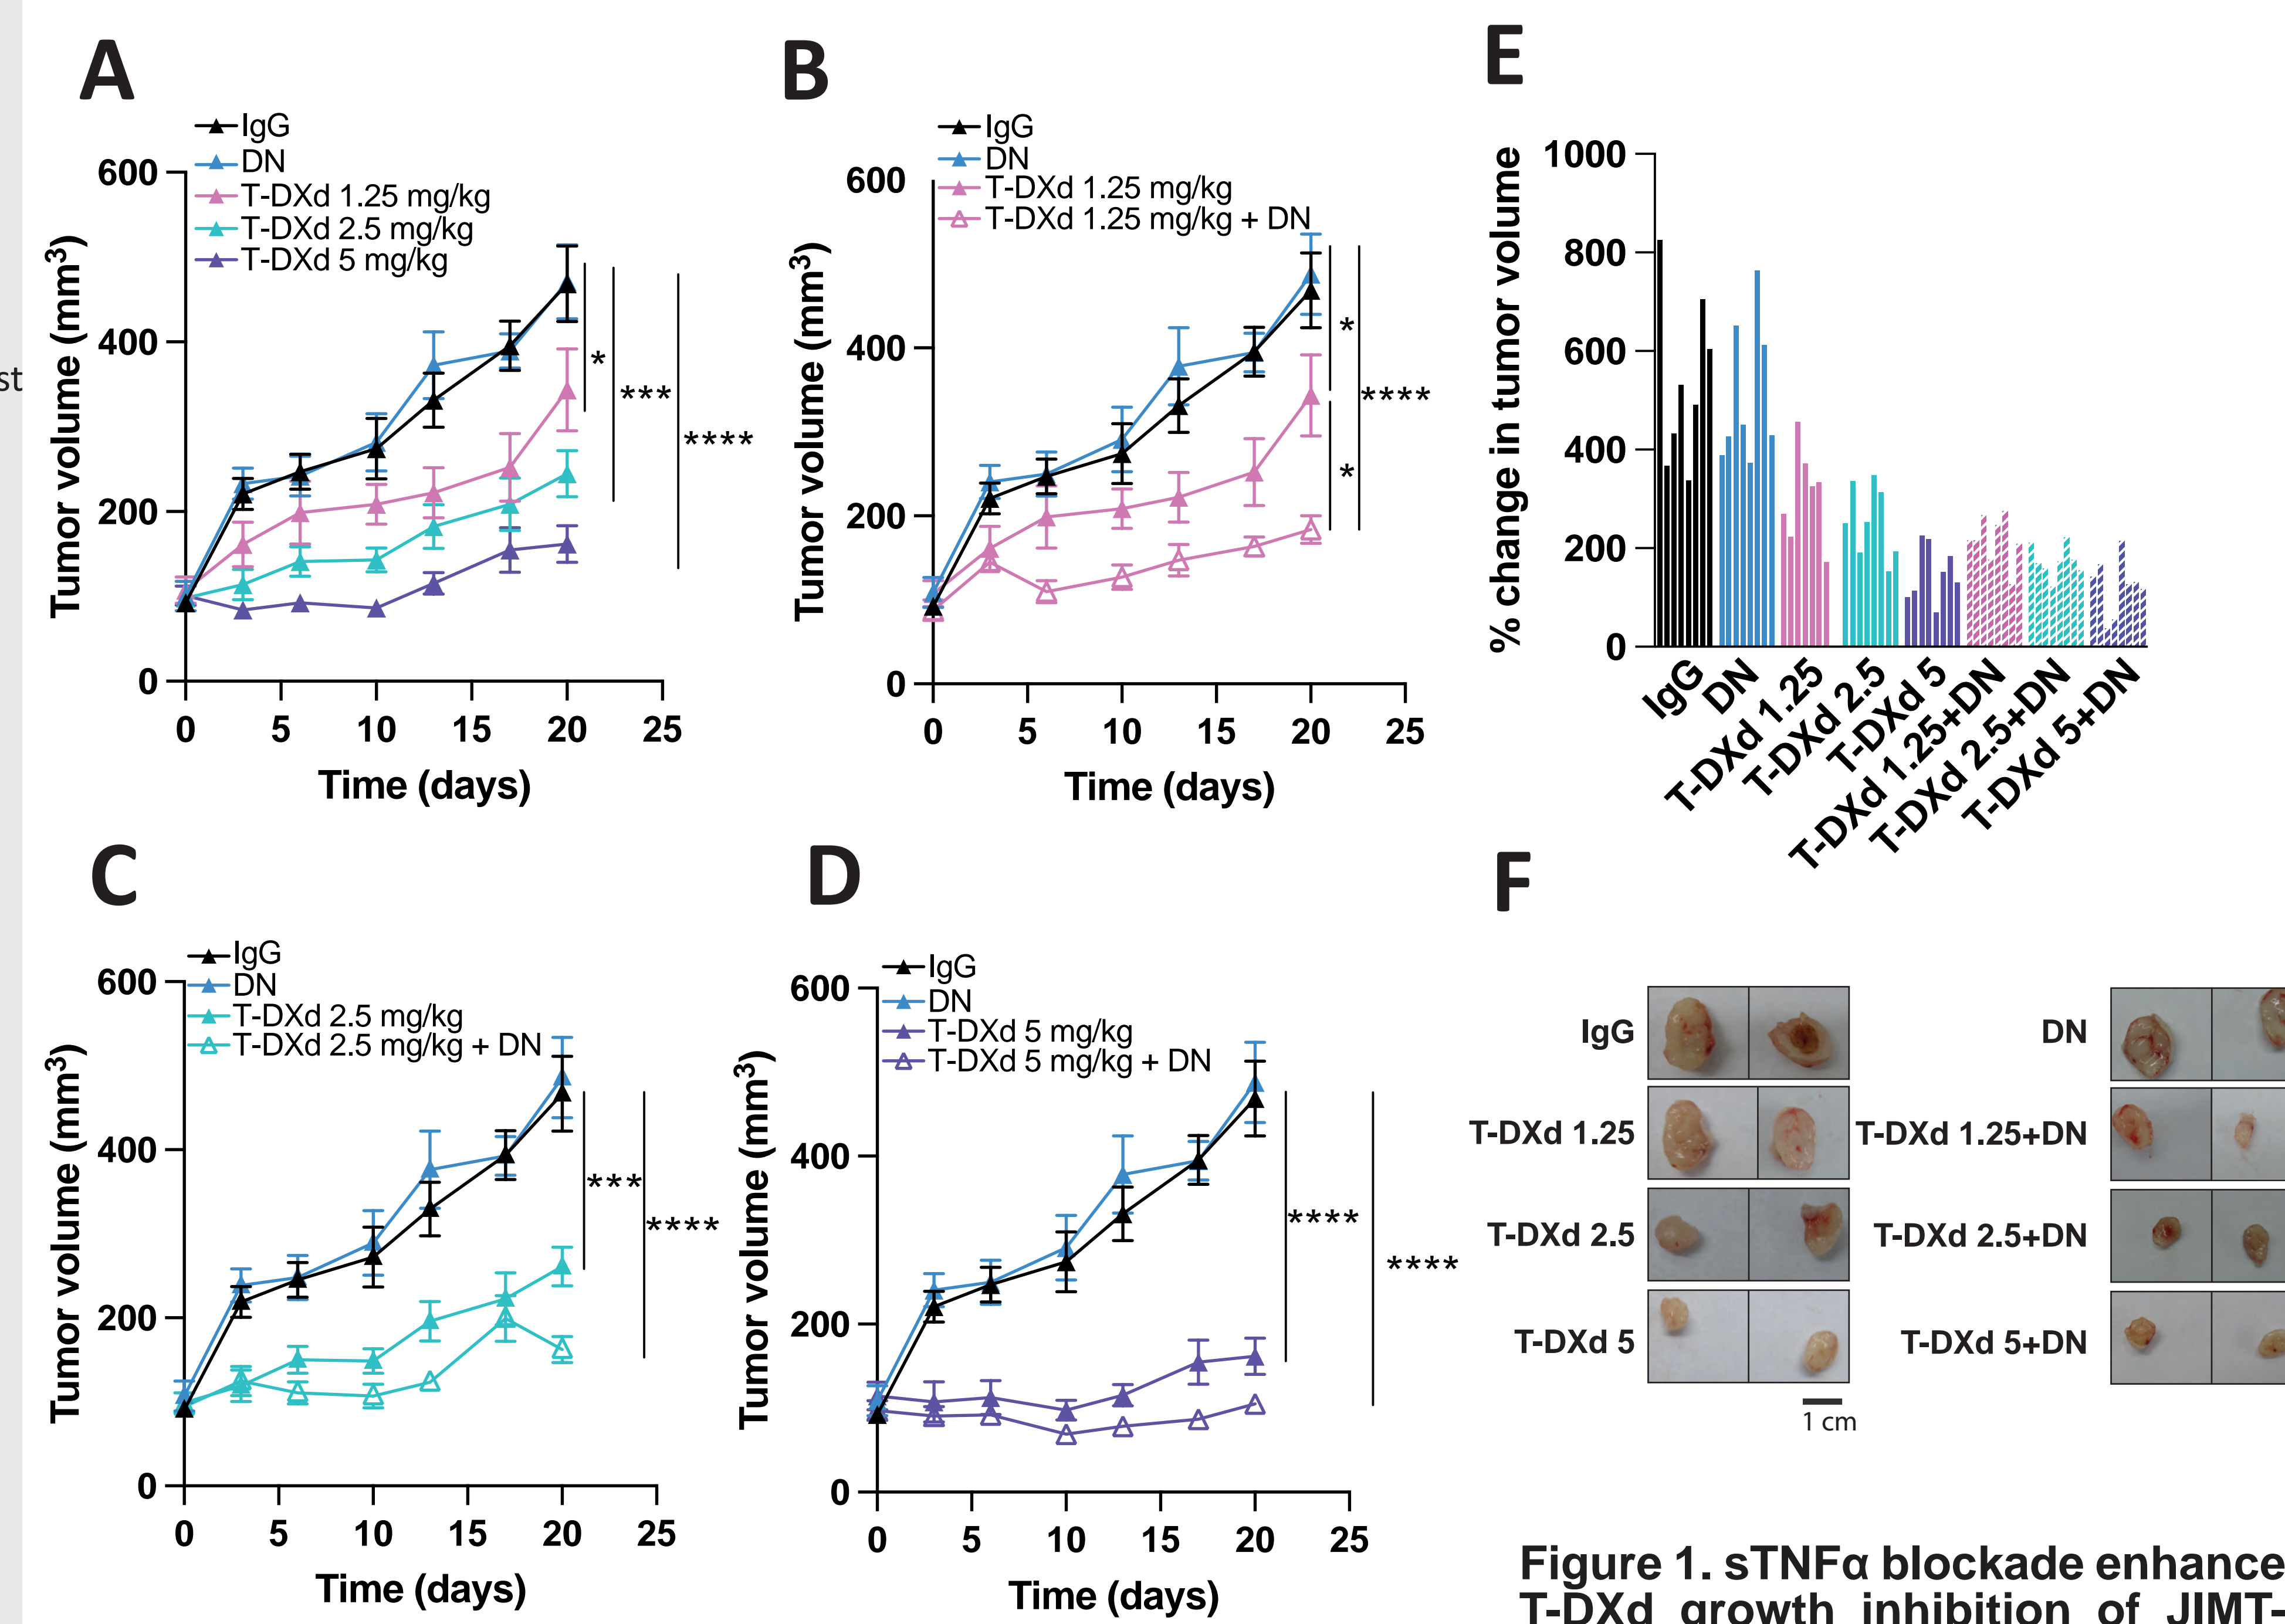 st
A
IgG
DN
T-DXd 1.25 mg/kg
T-DXd 2.5 mg/kg
T-DXd 5 mg/kg
Tumor volume (mm³)
600
400
200
0
*
***
****
0 5 10 15 20 25
Time (days)
B
IgG
DN
T-DXd 1.25 mg/kg
T-DXd 1.25 mg/kg + DN
Tumor volume (mm³)
600
400
200
0
*
*
****
0 5 10 15 20 25
Time (days)
E
% change in tumor volume
1000
800
600
400
200
0
IgG
DN
T-DXd 1.25
T-DXd 2.5
T-DXd 5
T-DXd 1.25+DN
T-DXd 2.5+DN
T-DXd 5+DN
C
IgG
DN
T-DXd 2.5 mg/kg
T-DXd 2.5 mg/kg + DN
Tumor volume (mm³)
600
400
200
0
***
****
0 5 10 15 20 25
Time (days)
D
IgG
DN
T-DXd 5 mg/kg
T-DXd 5 mg/kg + DN
Tumor volume (mm³)
600
400
200
0
****
****
0 5 10 15 20 25
Time (days)
F
IgG
DN
T-DXd 1.25
T-DXd 1.25+DN
T-DXd 2.5
T-DXd 2.5+DN
T-DXd 5
T-DXd 5+DN
1 cm
Figure 1. sTNFα blockade enhance
T-DXd growth inhibition of JIMT-